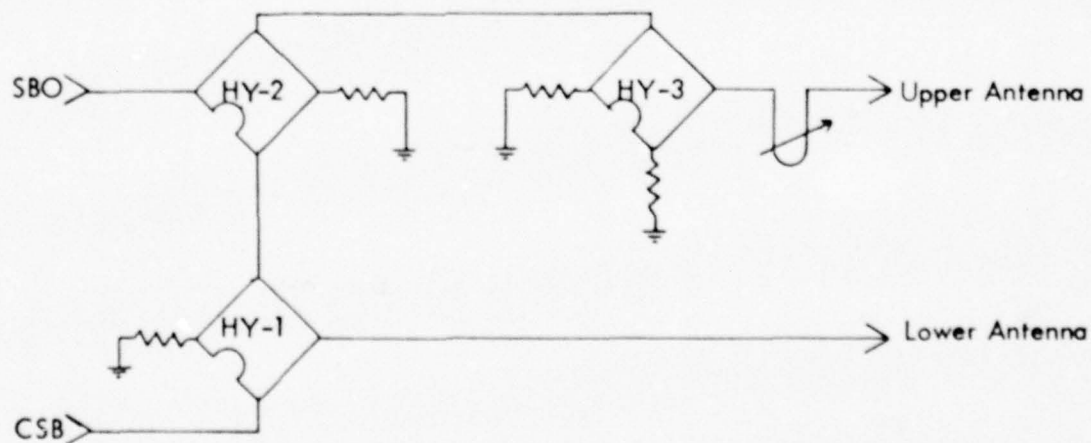 SBO
HY-2
HY-3
Upper Antenna
HY-1
Lower Antenna
CSB